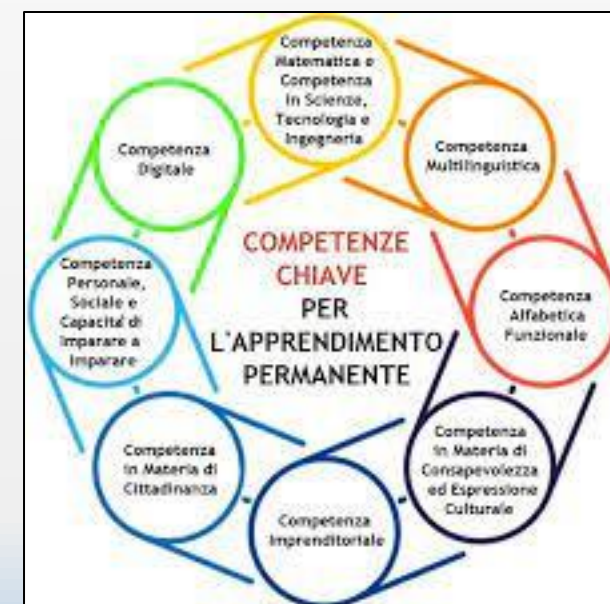 Competenza
Matematica e
Competenza
in Scienze,
Tecnologia e
Ingegneria
Competenza
Multilinguistica
Competenza
Alfabetica
Funzionale
Competenza
in Materia di
Consapevolezza
ed Espressione
Culturale
Competenza
Imprenditoriale
Competenza
in Materia di
Cittadinanza
Competenza
Personale,
Sociale e
Capacita' di
Imparare a
Imparare
Competenza
Digitale
COMPETENZE
CHIAVE
PER
L'APPRENDIMENTO
PERMANENTE